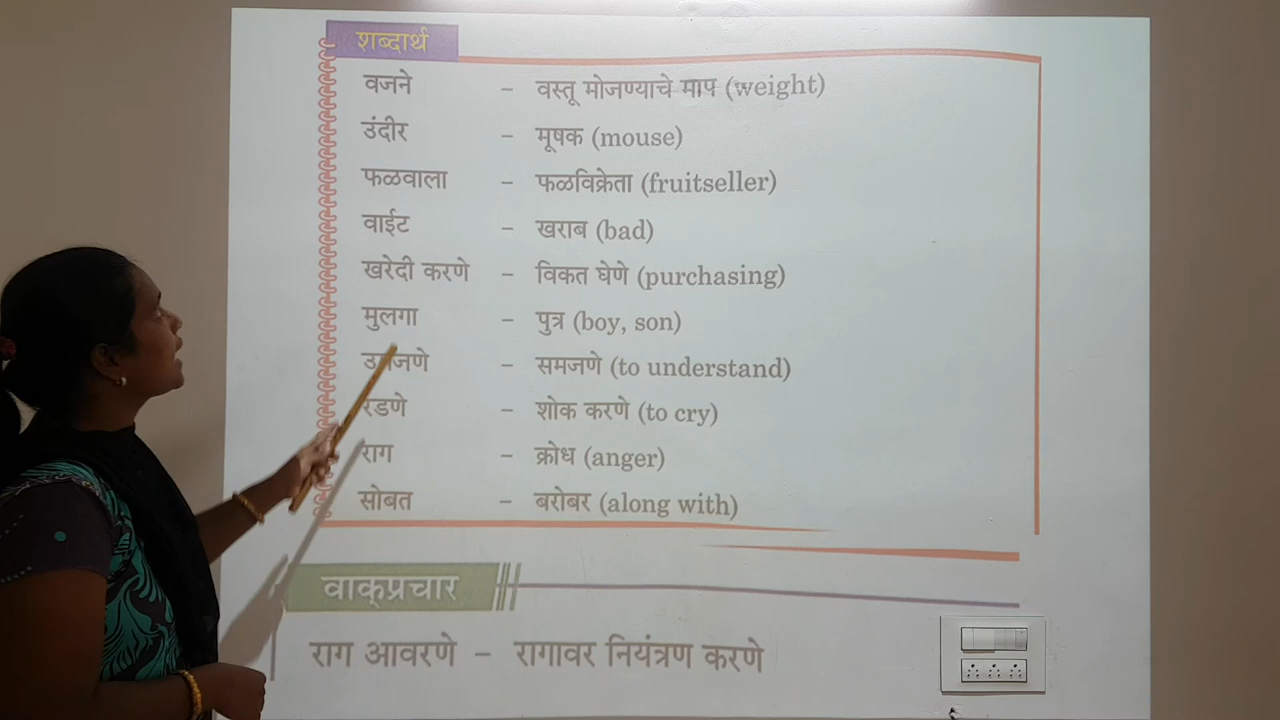 शब्दार्थ
वजने – वस्तू मोजण्याचे माप (weight)
उंदीर – मूषक (mouse)
फळवाला – फळविक्रेता (fruitseller)
वाईट – खराब (bad)
खरेदी करणे – विकत घेणे (purchasing)
मुलगा – पुत्र (boy, son)
– समजणे (to understand)
रडणे – शोक करणे (to cry)
राग – क्रोध (anger)
सोबत – बरोबर (along with)
वाक्‌प्रचार
राग आवरणे – रागावर नियंत्रण करणे